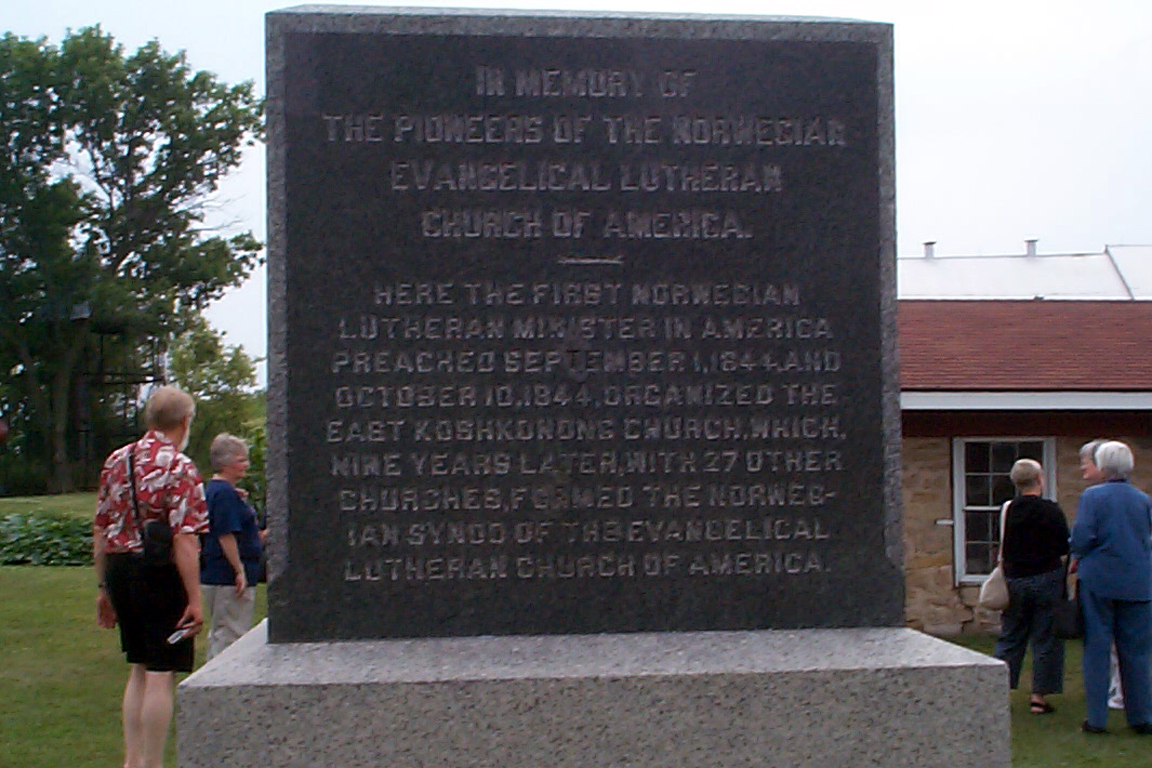 IN MEMORY OF
THE PIONEERS OF THE NORWEGIAN
EVANGELICAL LUTHERAN
CHURCH OF AMERICA.
HERE THE FIRST NORWEGIAN
LUTHERAN MINISTER IN AMERICA
PREACHED SEPTEMBER 1, 1844, AND
OCTOBER 10, 1844, ORGANIZED THE
EAST KOSHKONONG CHURCH, WHICH,
NINE YEARS LATER, WITH 27 OTHER
CHURCHES, FORMED THE NORWEG-
IAN SYNOD OF THE EVANGELICAL
LUTHERAN CHURCH OF AMERICA.